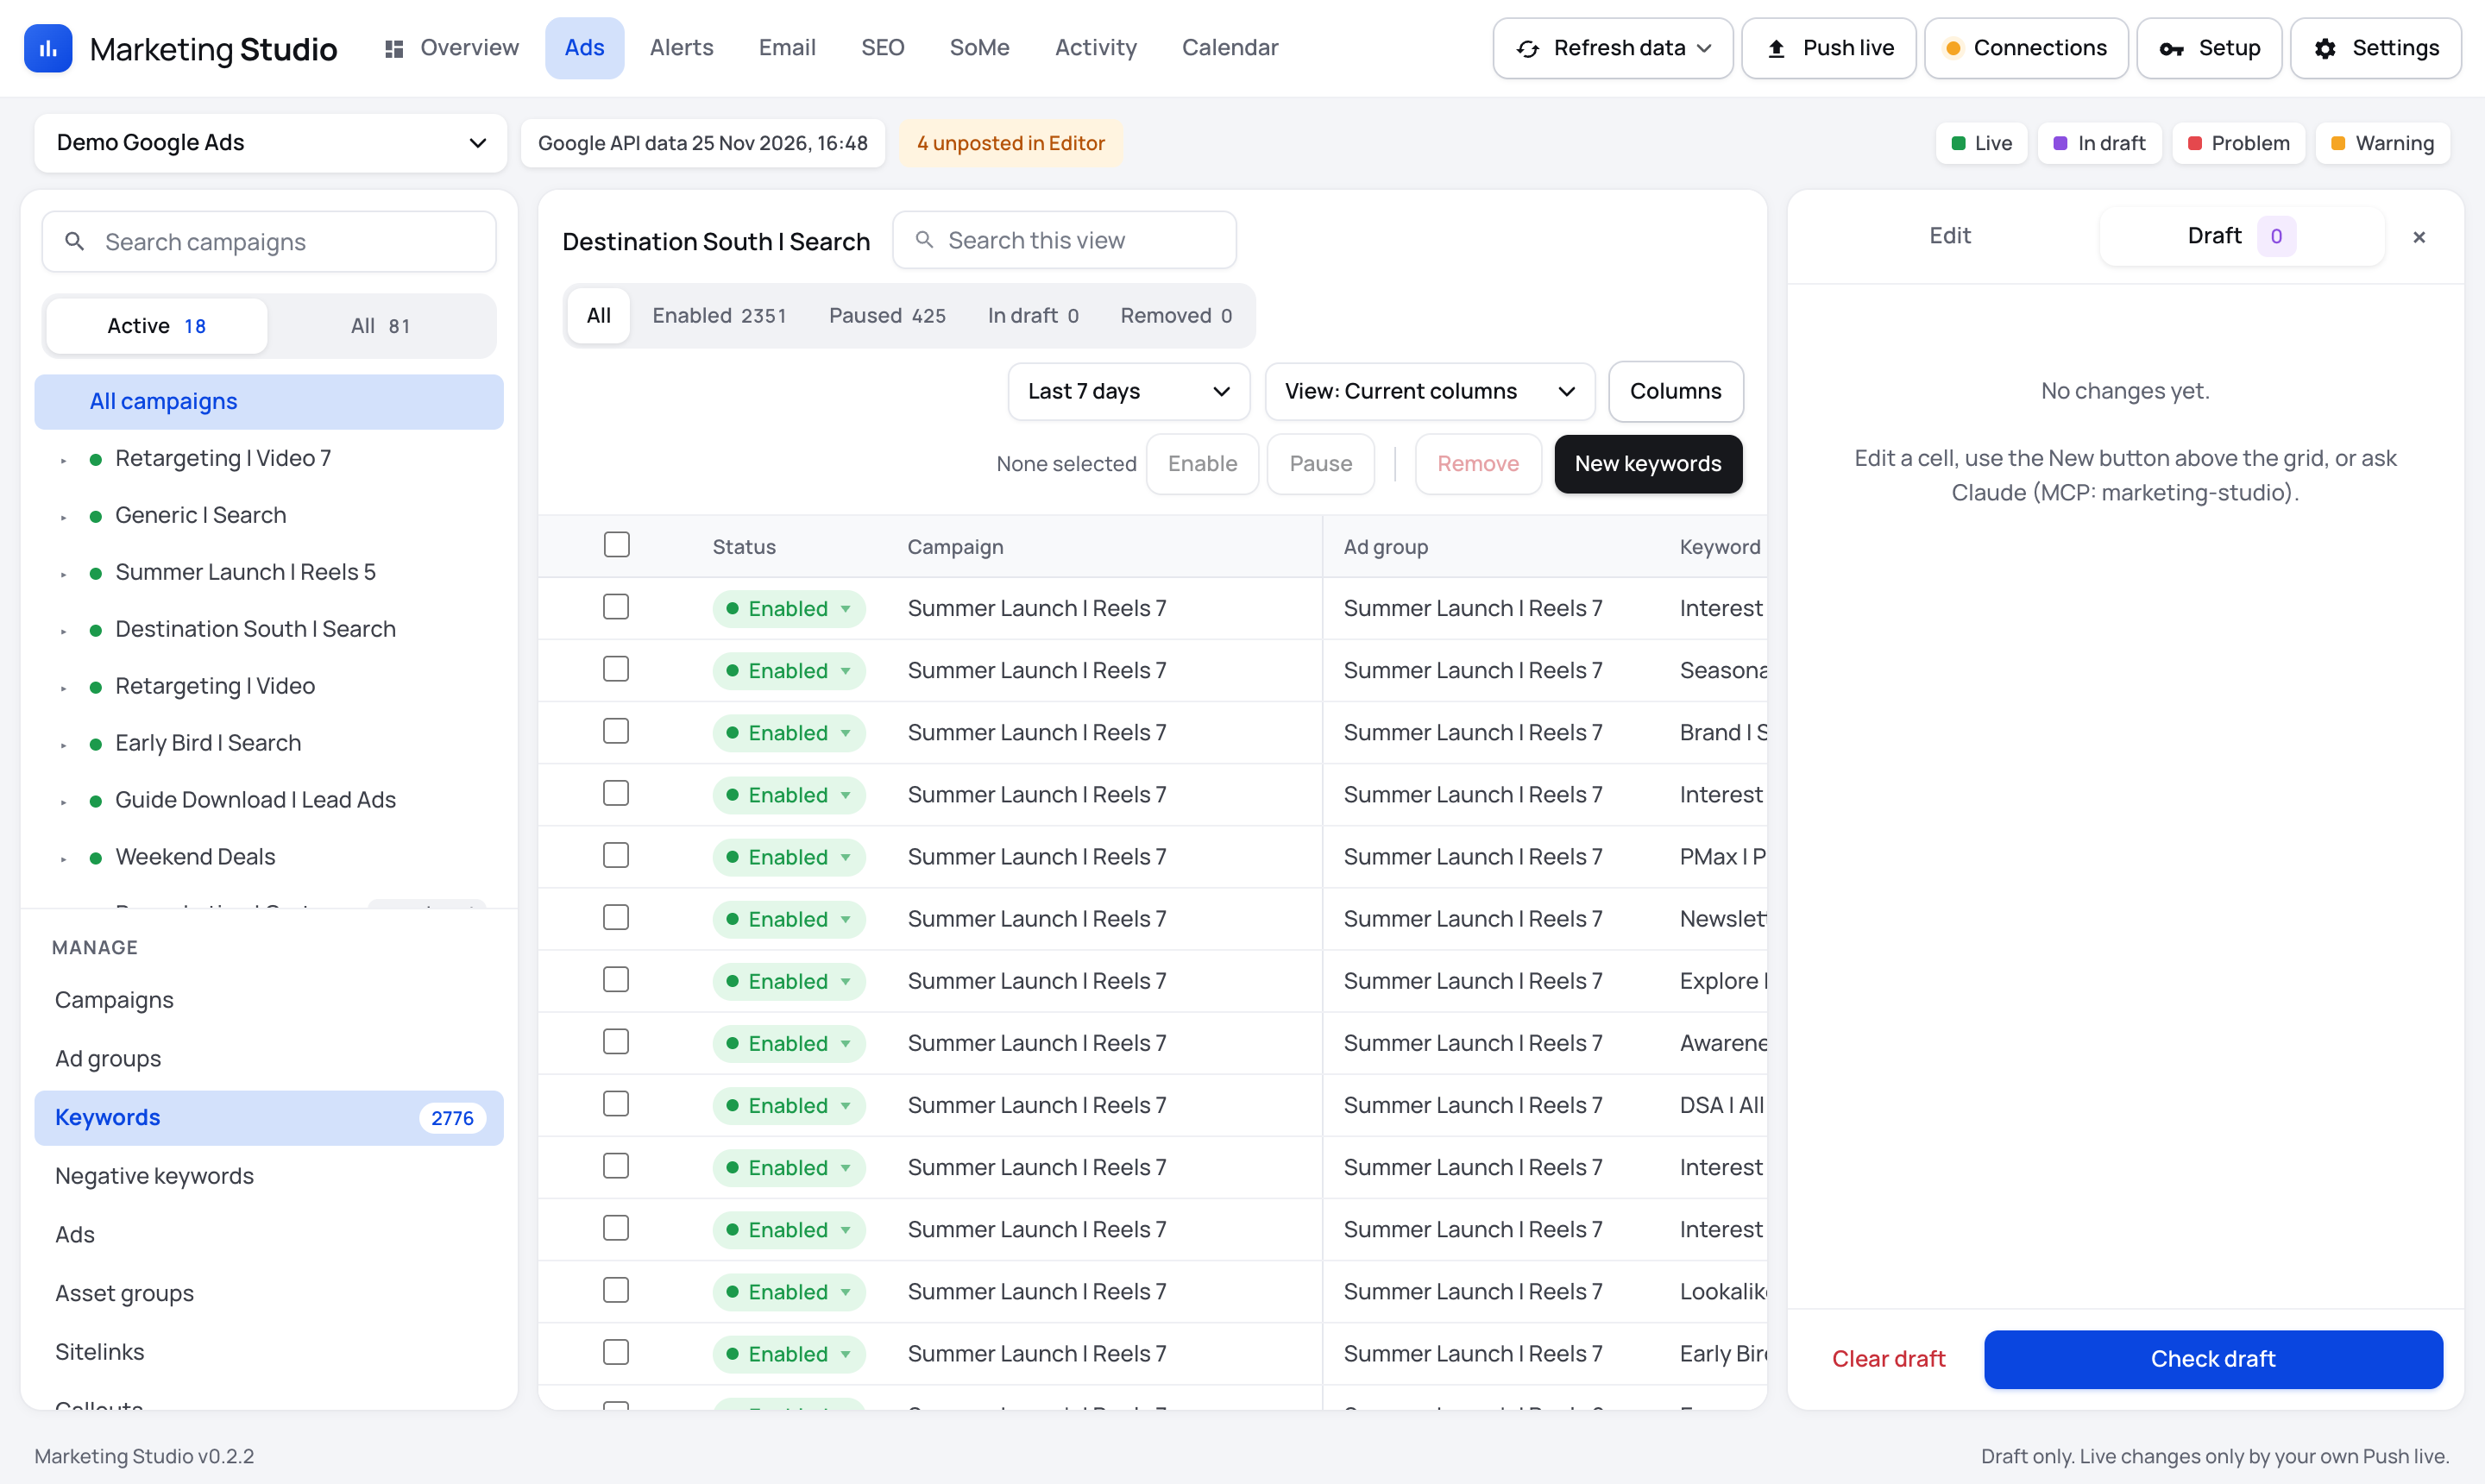 Marketing Studio
Overview
Ads
Alerts
Email
SEO
SoMe
Activity
Calendar
Refresh data
Push live
Connections
Setup
Settings
Demo Google Ads
Google API data 25 Nov 2026, 16:48
4 unposted in Editor
Live
In draft
Problem
Warning
Search campaigns
Active 18
All 81
All campaigns
Retargeting | Video 7
Generic | Search
Summer Launch | Reels 5
Destination South | Search
Retargeting | Video
Early Bird | Search
Guide Download | Lead Ads
Weekend Deals
MANAGE
Campaigns
Ad groups
Keywords 2776
Negative keywords
Ads
Asset groups
Sitelinks
Callouts
Destination South | Search
Search this view
All
Enabled 2351
Paused 425
In draft 0
Removed 0
Last 7 days
View: Current columns
Columns
None selected
Enable
Pause
Remove
New keywords
Status Campaign Ad group Keyword
Enabled Summer Launch | Reels 7 Summer Launch | Reels 7 Interest
Enabled Summer Launch | Reels 7 Summer Launch | Reels 7 Seasona
Enabled Summer Launch | Reels 7 Summer Launch | Reels 7 Brand | S
Enabled Summer Launch | Reels 7 Summer Launch | Reels 7 Interest
Enabled Summer Launch | Reels 7 Summer Launch | Reels 7 PMax | P
Enabled Summer Launch | Reels 7 Summer Launch | Reels 7 Newslett
Enabled Summer Launch | Reels 7 Summer Launch | Reels 7 Explore |
Enabled Summer Launch | Reels 7 Summer Launch | Reels 7 Awarene
Enabled Summer Launch | Reels 7 Summer Launch | Reels 7 DSA | All
Enabled Summer Launch | Reels 7 Summer Launch | Reels 7 Interest
Enabled Summer Launch | Reels 7 Summer Launch | Reels 7 Interest
Enabled Summer Launch | Reels 7 Summer Launch | Reels 7 Lookalik
Enabled Summer Launch | Reels 7 Summer Launch | Reels 7 Early Bir
Edit
Draft 0
No changes yet.
Edit a cell, use the New button above the grid, or ask
Claude (MCP: marketing-studio).
Clear draft
Check draft
Marketing Studio v0.2.2
Draft only. Live changes only by your own Push live.